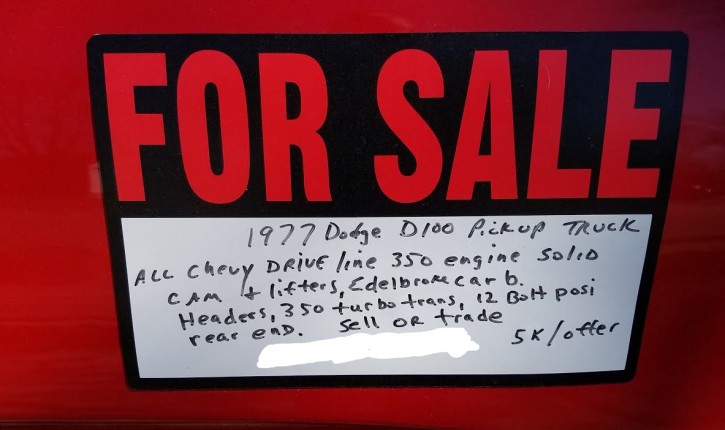 FOR SALE
1977 Dodge D100 Pickup TRUCK
ALL Chevy DRIVE line 350 engine Solid
CAM + lifters, Edelbroke carb.
Headers, 350 turbo trans, 12 Bolt posi
rear end. Sell OR trade
5K/offer